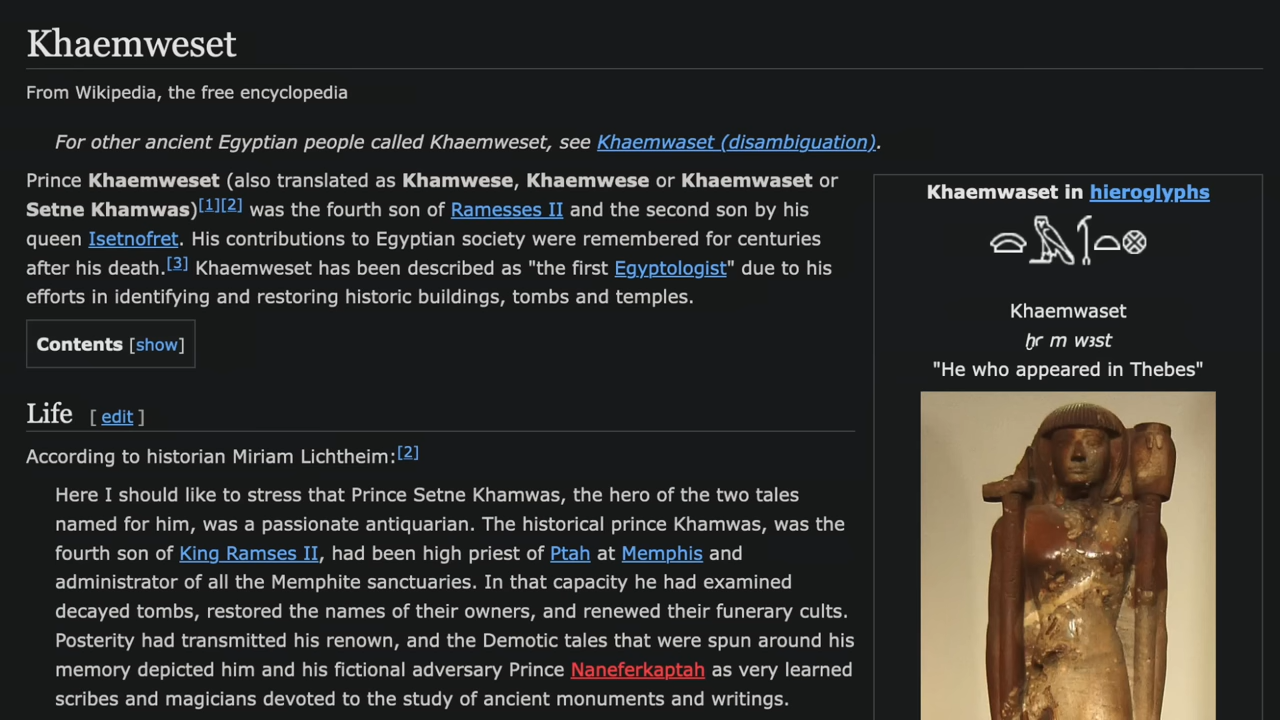 Khaemweset
From Wikipedia, the free encyclopedia
For other ancient Egyptian people called Khaemweset, see Khaemwaset (disambiguation).
Prince Khaemweset (also translated as Khamwese, Khaemwese or Khaemwaset or
Setne Khamwas)[1][2] was the fourth son of Ramesses II and the second son by his
queen Isetnofret. His contributions to Egyptian society were remembered for centuries
after his death.[3] Khaemweset has been described as "the first Egyptologist" due to his
efforts in identifying and restoring historic buildings, tombs and temples.
Contents [show]
Life [ edit ]
According to historian Miriam Lichtheim:[2]
Here I should like to stress that Prince Setne Khamwas, the hero of the two tales
named for him, was a passionate antiquarian. The historical prince Khamwas, was the
fourth son of King Ramses II, had been high priest of Ptah at Memphis and
administrator of all the Memphite sanctuaries. In that capacity he had examined
decayed tombs, restored the names of their owners, and renewed their funerary cults.
Posterity had transmitted his renown, and the Demotic tales that were spun around his
memory depicted him and his fictional adversary Prince Naneferkaptah as very learned
scribes and magicians devoted to the study of ancient monuments and writings.
Khaemwaset in hieroglyphs
Khaemwaset
ḫꜥ m wꜣst
"He who appeared in Thebes"